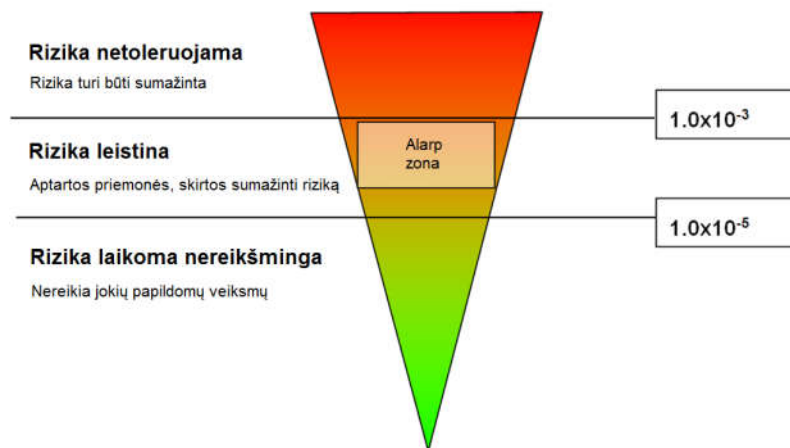 Rizika netoleruojama
Rizika turi būti sumažinta
1.0x10⁻³
Rizika leistina
Aptartos priemonės, skirtos sumažinti riziką
Alarp
zona
1.0x10⁻⁵
Rizika laikoma nereikšminga
Nereikia jokių papildomų veiksmų